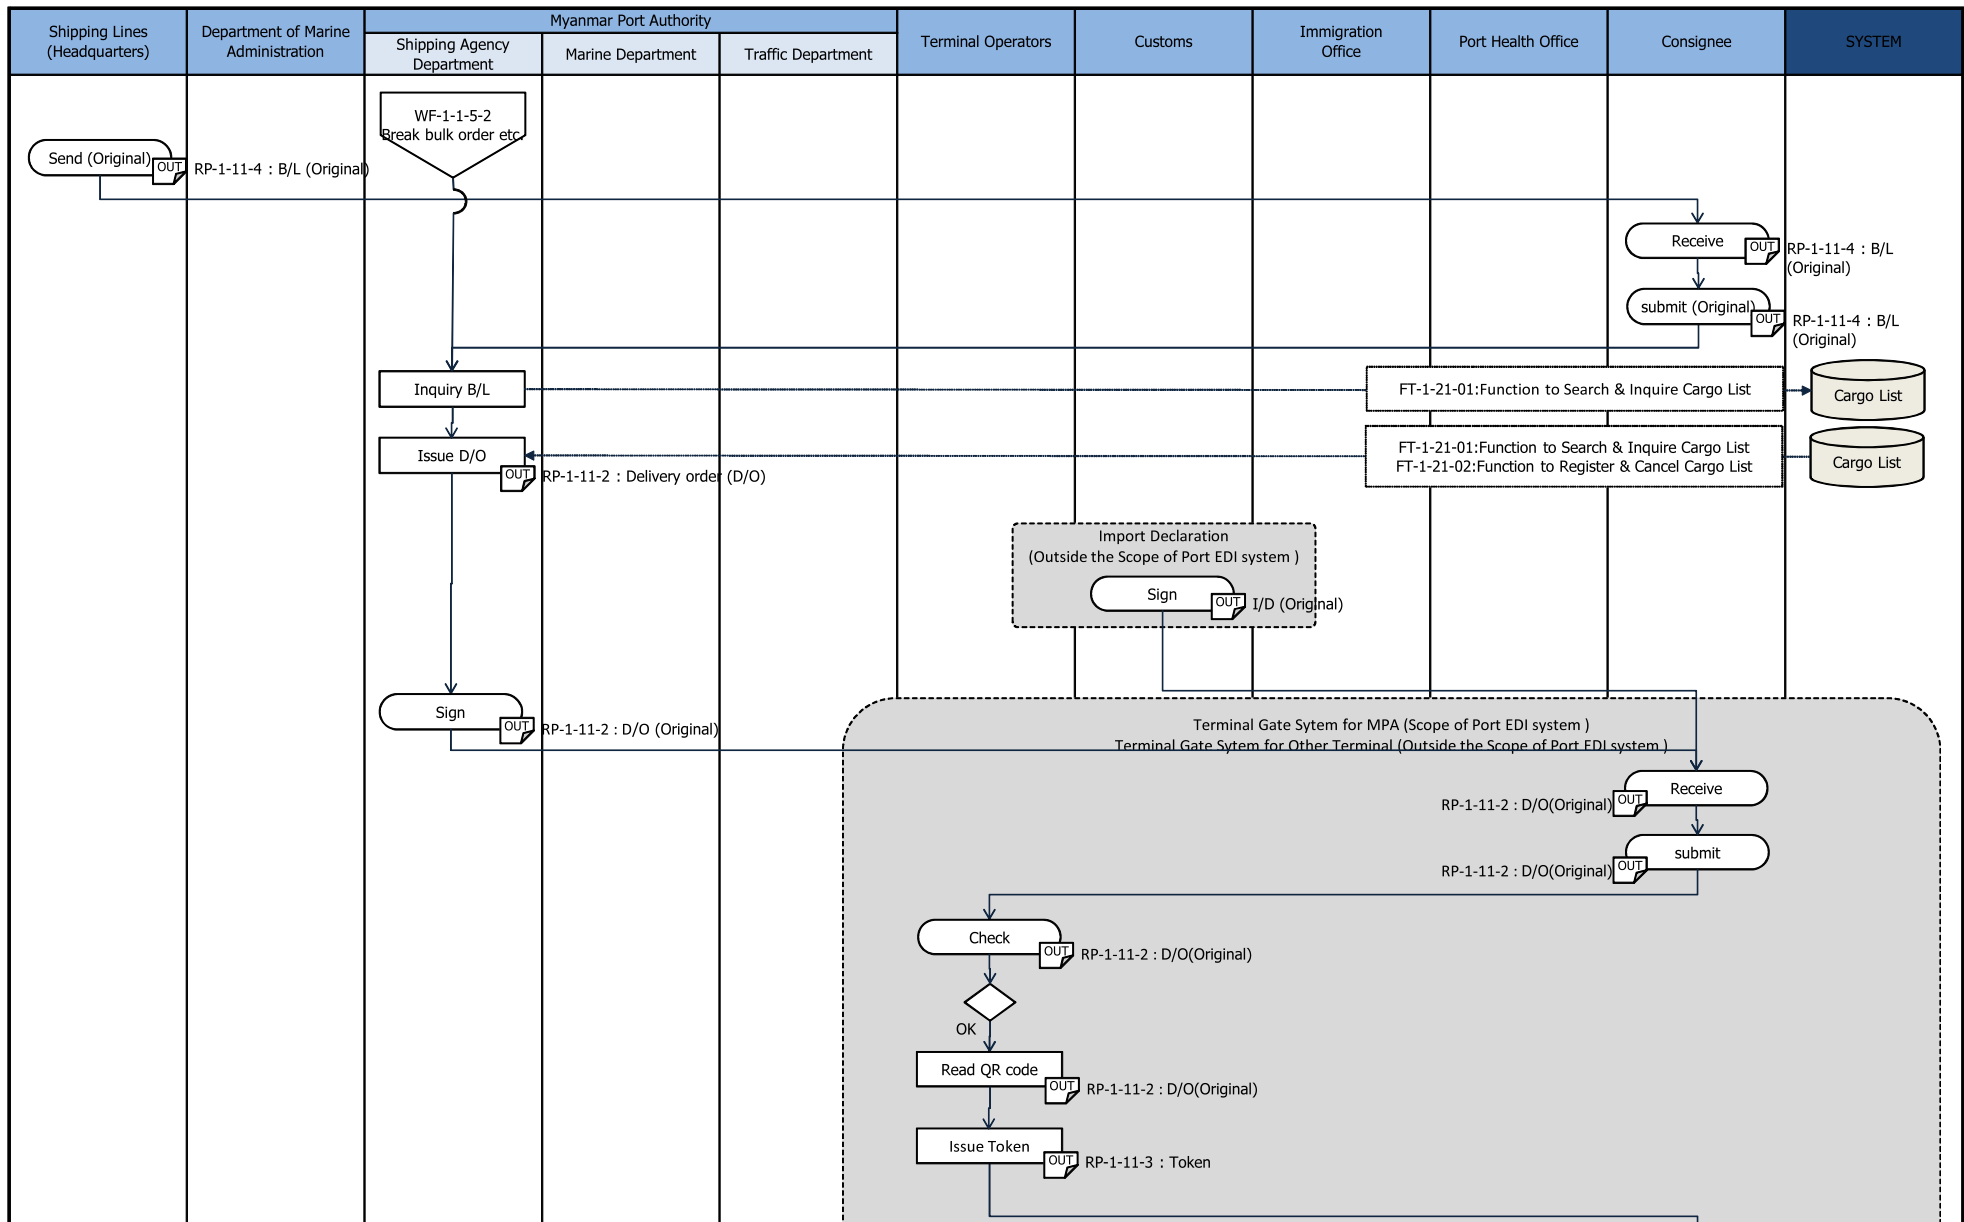 Shipping Lines
(Headquarters)
Department of Marine
Administration
Myanmar Port Authority
Shipping Agency
Department
Marine Department
Traffic Department
Terminal Operators
Customs
Immigration
Office
Port Health Office
Consignee
SYSTEM
WF-1-1-5-2
Break bulk order etc.
Send (Original)
OUT
RP-1-11-4 : B/L (Original)
Receive
OUT
RP-1-11-4 : B/L
(Original)
submit (Original)
OUT
RP-1-11-4 : B/L
(Original)
Inquiry B/L
FT-1-21-01:Function to Search & Inquire Cargo List
Cargo List
Issue D/O
OUT
RP-1-11-2 : Delivery order (D/O)
FT-1-21-01:Function to Search & Inquire Cargo List
FT-1-21-02:Function to Register & Cancel Cargo List
Cargo List
Import Declaration
(Outside the Scope of Port EDI system )
Sign
OUT
I/D (Original)
Sign
OUT
RP-1-11-2 : D/O (Original)
Terminal Gate Sytem for MPA (Scope of Port EDI system )
Terminal Gate Sytem for Other Terminal (Outside the Scope of Port EDI system )
Receive
OUT
RP-1-11-2 : D/O(Original)
submit
OUT
RP-1-11-2 : D/O(Original)
Check
OUT
RP-1-11-2 : D/O(Original)
OK
Read QR code
OUT
RP-1-11-2 : D/O(Original)
Issue Token
OUT
RP-1-11-3 : Token